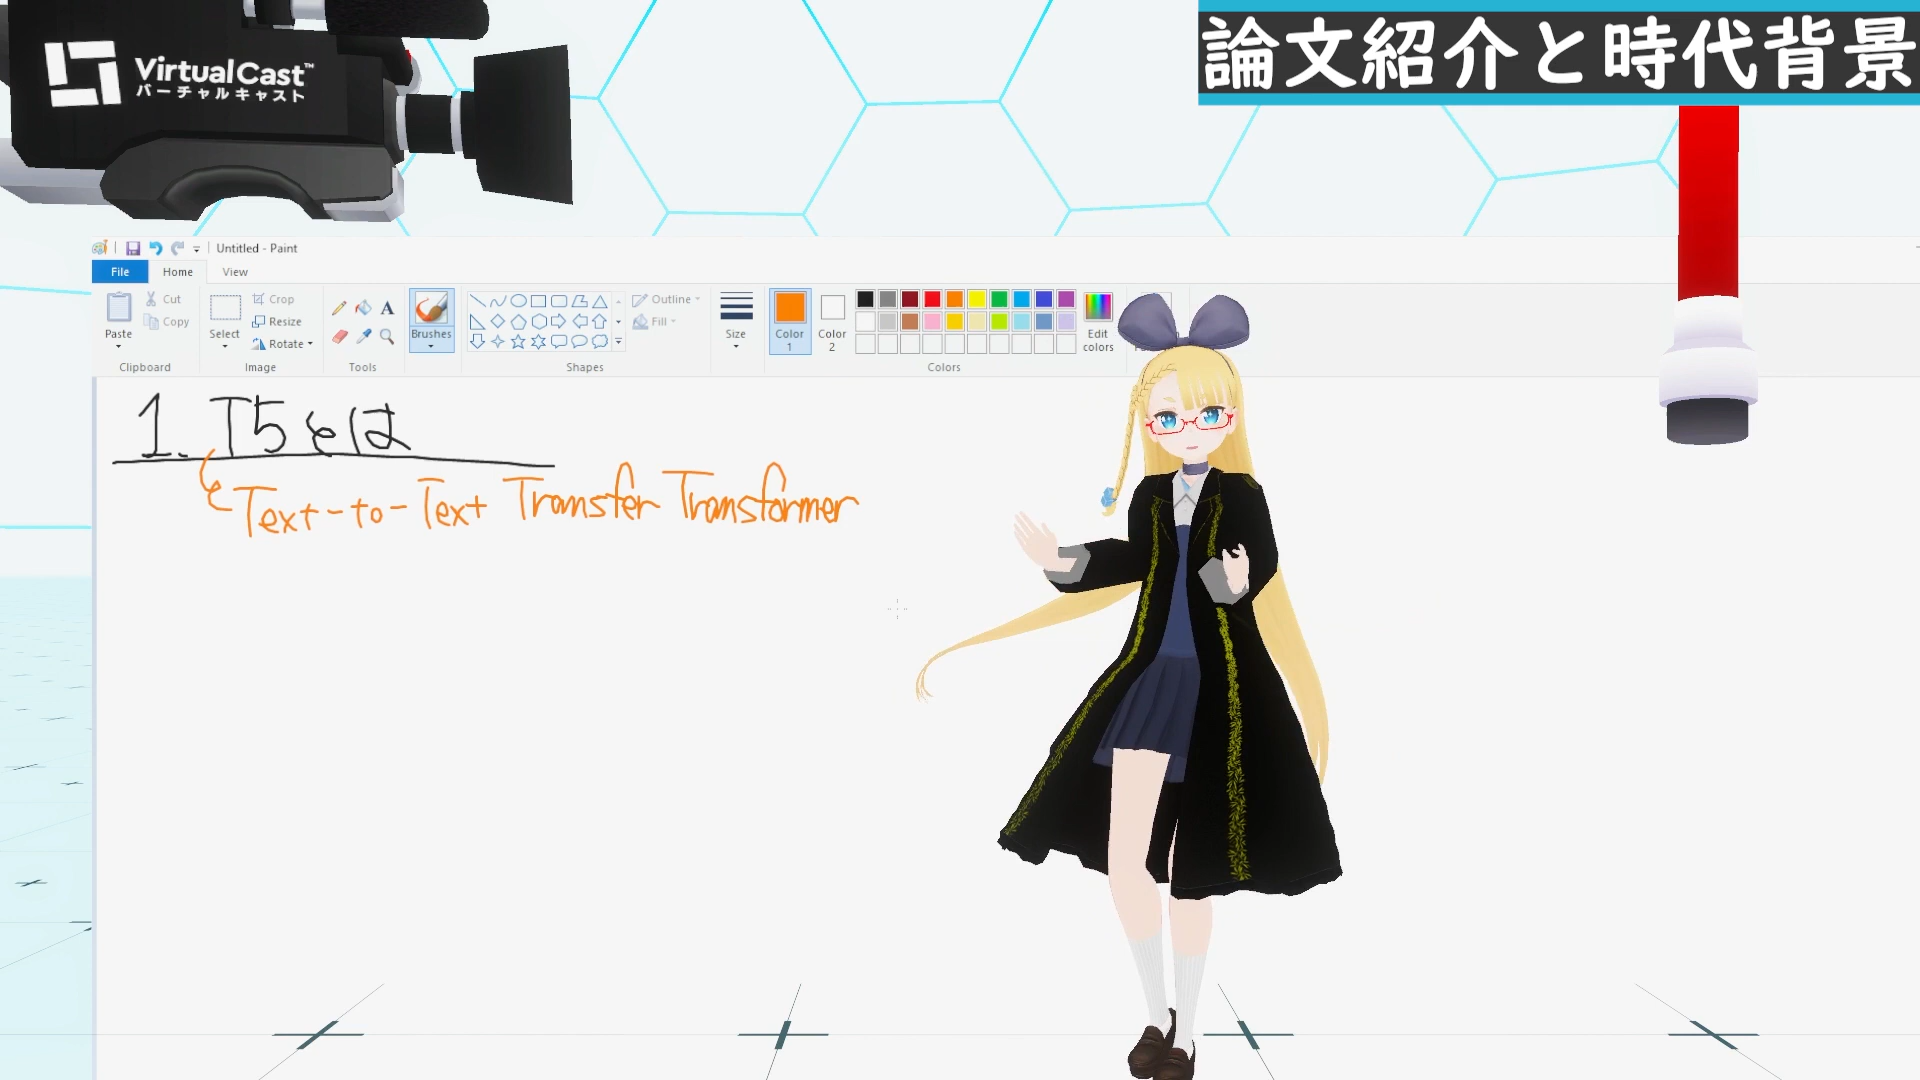 VirtualCast™
バーチャルキャスト
論文紹介と時代背景
Untitled - Paint
File
Home
View
Paste
Cut
Copy
Clipboard
Select
Crop
Resize
Rotate
Image
A
Tools
Brushes
Shapes
Outline
Fill
Size
Color 1
Color 2
Edit colors
Colors
1. T5とは
Text-to-Text Transfer Transformer